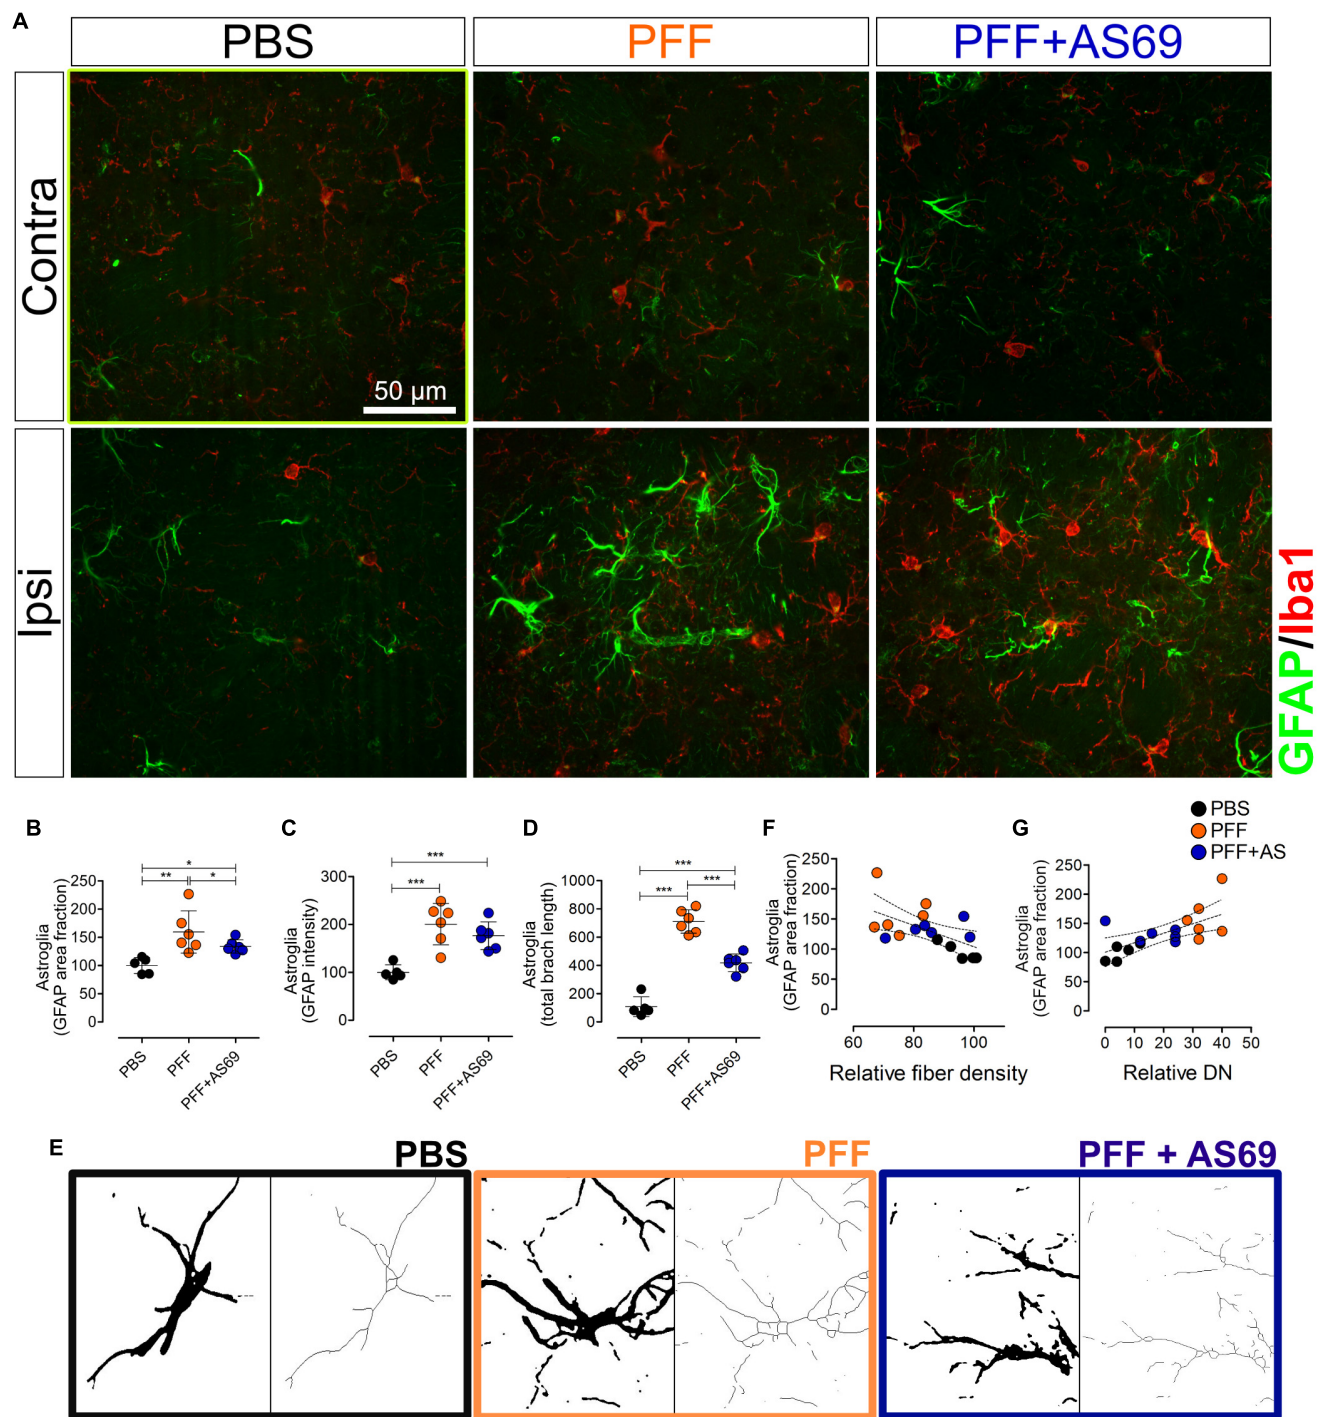 A
PBS
PFF
PFF+AS69
Contra
50 µm
Ipsi
GFAP/Iba1
B
Astroglia
(GFAP area fraction)
250
200
150
100
50
0
*
**
*
PBS
PFF
PFF+AS69
C
Astroglia
(GFAP intensity)
300
200
100
0
***
***
PBS
PFF
PFF+AS69
D
Astroglia
(total brach length)
1000
800
600
400
200
0
***
***
***
PBS
PFF
PFF+AS69
F
Astroglia
(GFAP area fraction)
250
200
150
100
50
0
60
80
100
Relative fiber density
G
PBS
PFF
PFF+AS
Astroglia
(GFAP area fraction)
250
200
150
100
50
0
0
10
20
30
40
50
Relative DN
E
PBS
PFF
PFF + AS69